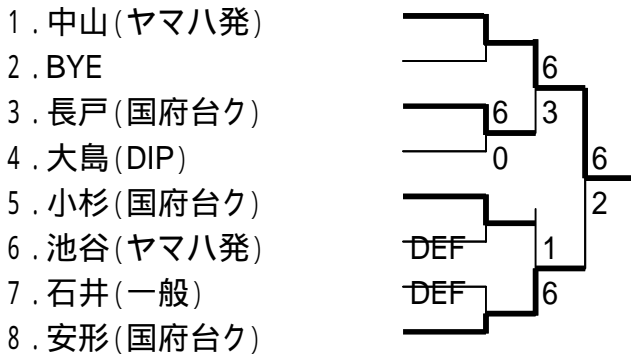 1．中山(ヤマハ発)
2．BYE
6
3．長戸(国府台ク)
6
3
4．大島(DIP)
0
6
5．小杉(国府台ク)
2
6．池谷(ヤマハ発)
DEF
1
7．石井(一般)
DEF
6
8．安形(国府台ク)